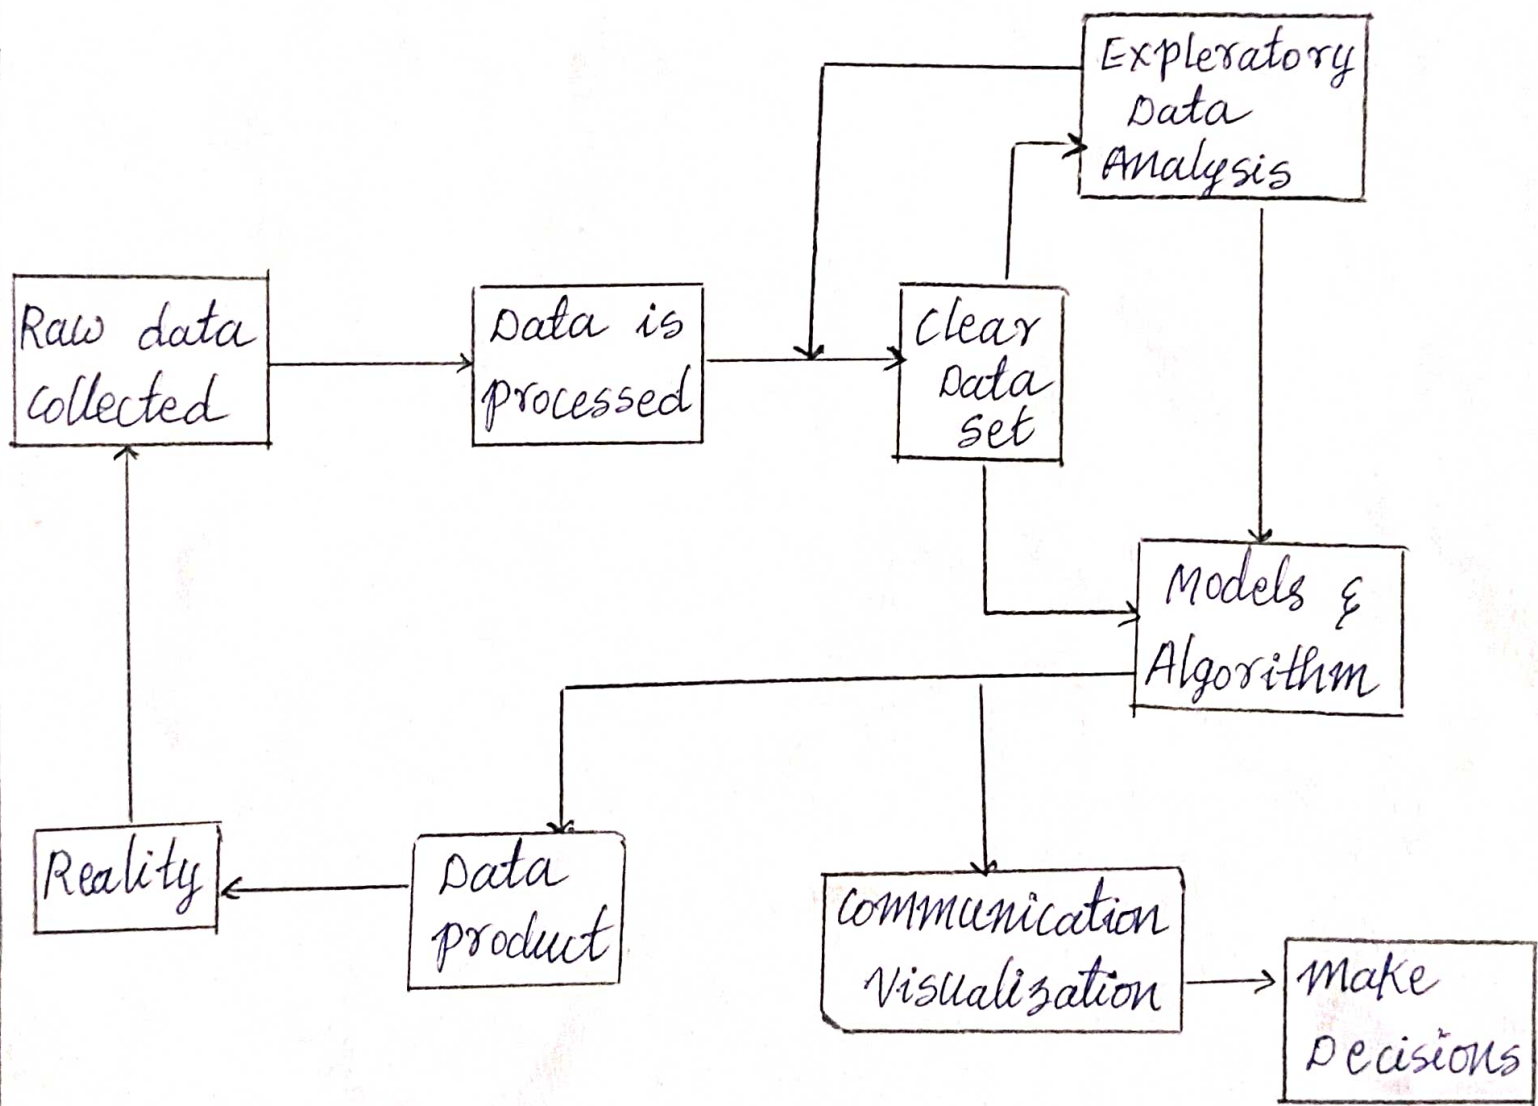 Expleratory
Data
Analysis
Raw data
collected
Data is
processed
Clear
Data
set
Models &
Algorithm
Reality
Data
product
Communication
Visualization
Make
Decisions